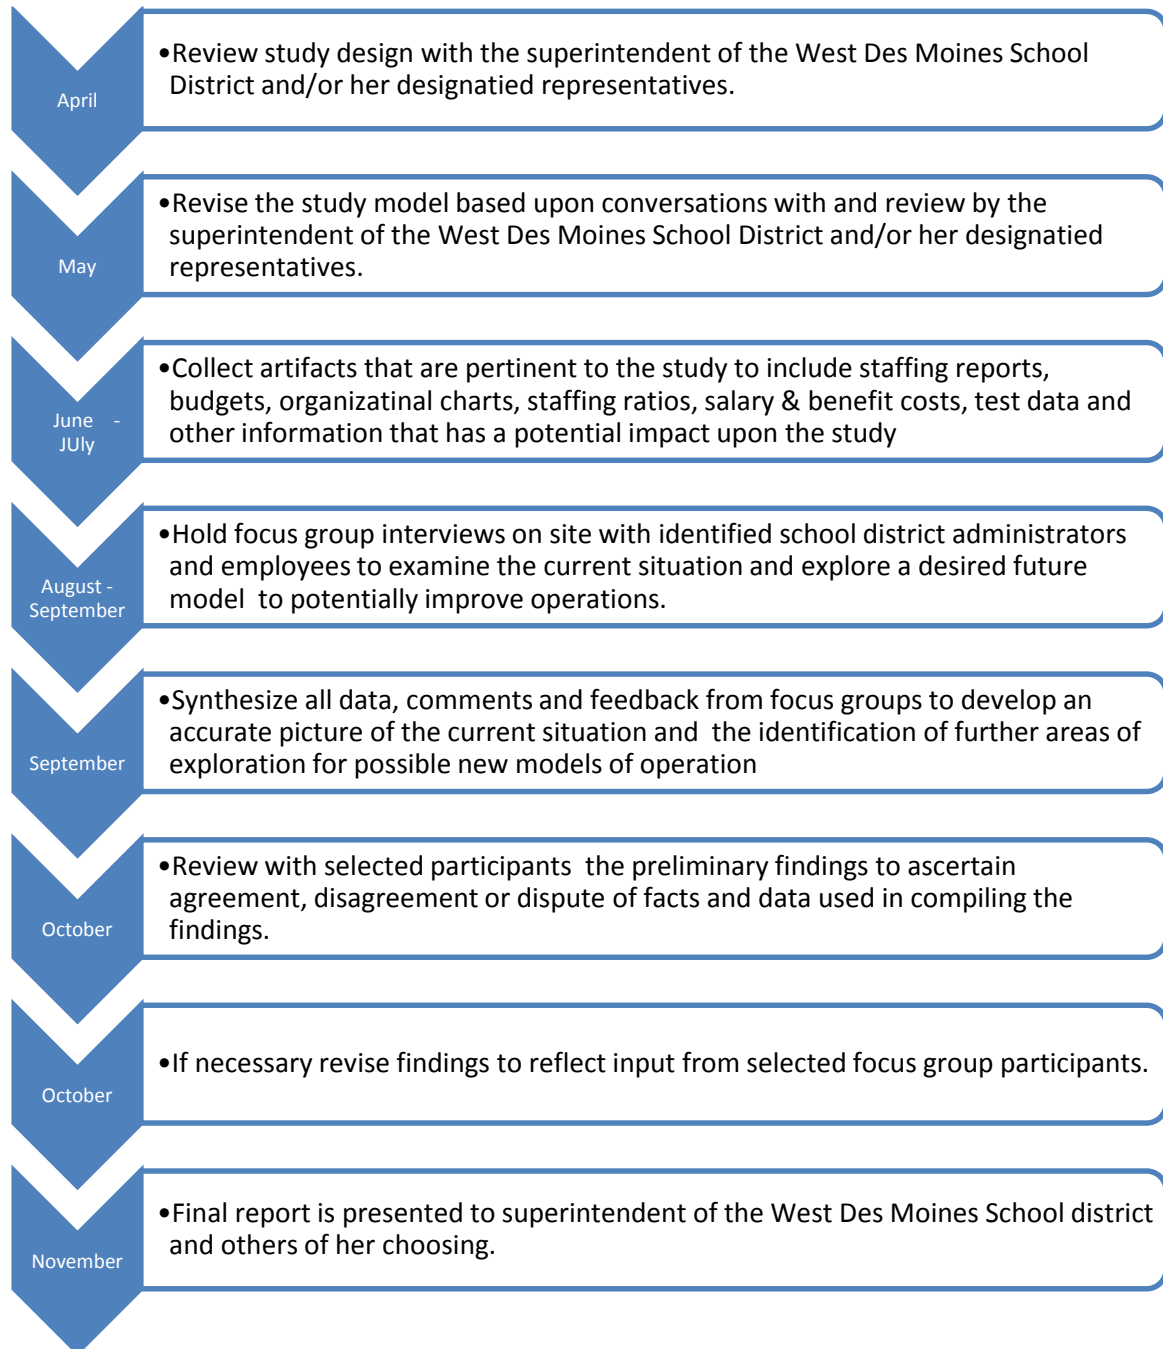 April
•Review study design with the superintendent of the West Des Moines School
District and/or her designatied representatives.
May
•Revise the study model based upon conversations with and review by the
superintendent of the West Des Moines School District and/or her designatied
representatives.
June -
JUly
•Collect artifacts that are pertinent to the study to include staffing reports,
budgets, organizatinal charts, staffing ratios, salary & benefit costs, test data and
other information that has a potential impact upon the study
August -
September
•Hold focus group interviews on site with identified school district administrators
and employees to examine the current situation and explore a desired future
model to potentially improve operations.
September
•Synthesize all data, comments and feedback from focus groups to develop an
accurate picture of the current situation and the identification of further areas of
exploration for possible new models of operation
October
•Review with selected participants the preliminary findings to ascertain
agreement, disagreement or dispute of facts and data used in compiling the
findings.
October
•If necessary revise findings to reflect input from selected focus group participants.
November
•Final report is presented to superintendent of the West Des Moines School district
and others of her choosing.